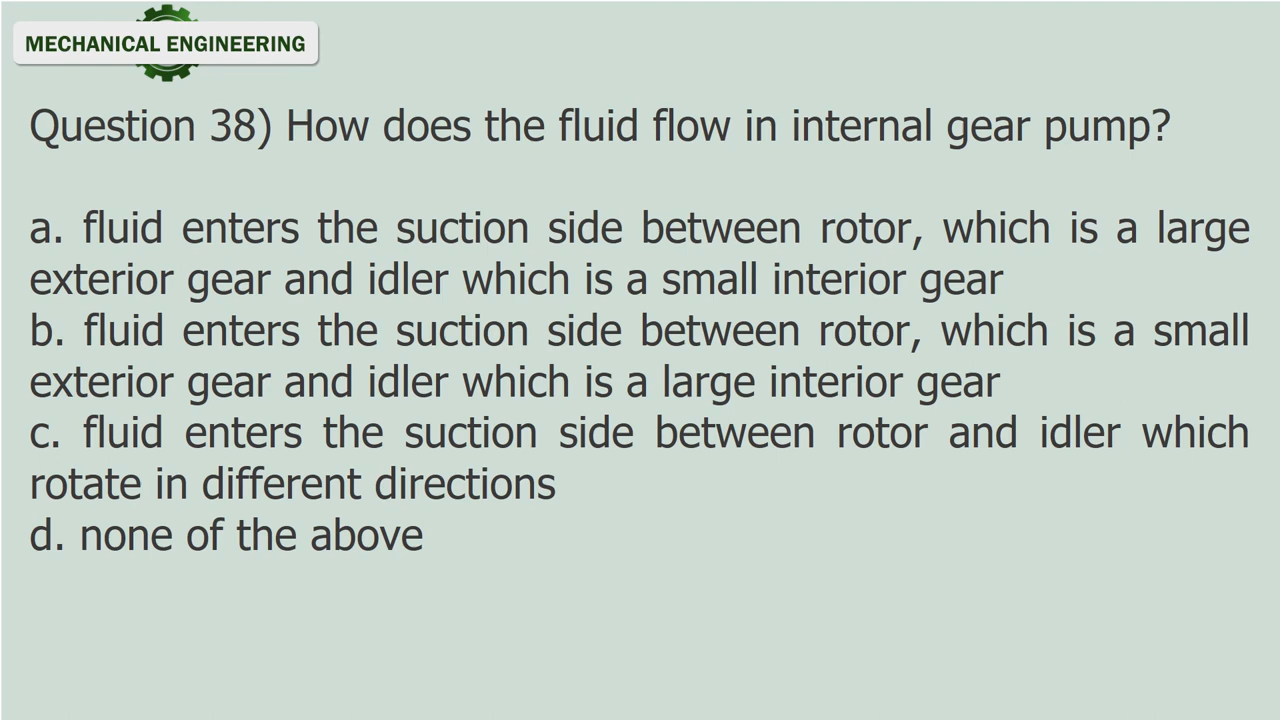 MECHANICAL ENGINEERING
Question 38) How does the fluid flow in internal gear pump?
a. fluid enters the suction side between rotor, which is a large
exterior gear and idler which is a small interior gear
b. fluid enters the suction side between rotor, which is a small
exterior gear and idler which is a large interior gear
c. fluid enters the suction side between rotor and idler which
rotate in different directions
d. none of the above